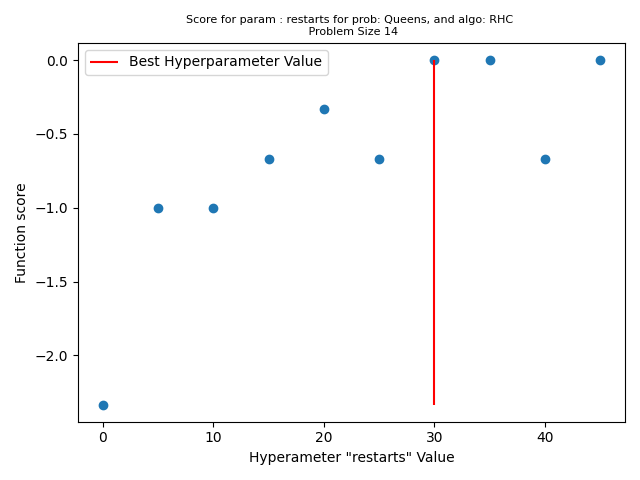 Score for param : restarts for prob: Queens, and algo: RHC
Problem Size 14
Best Hyperparameter Value
0.0
−0.5
−1.0
−1.5
−2.0
Function score
0 10 20 30 40
Hyperameter "restarts" Value